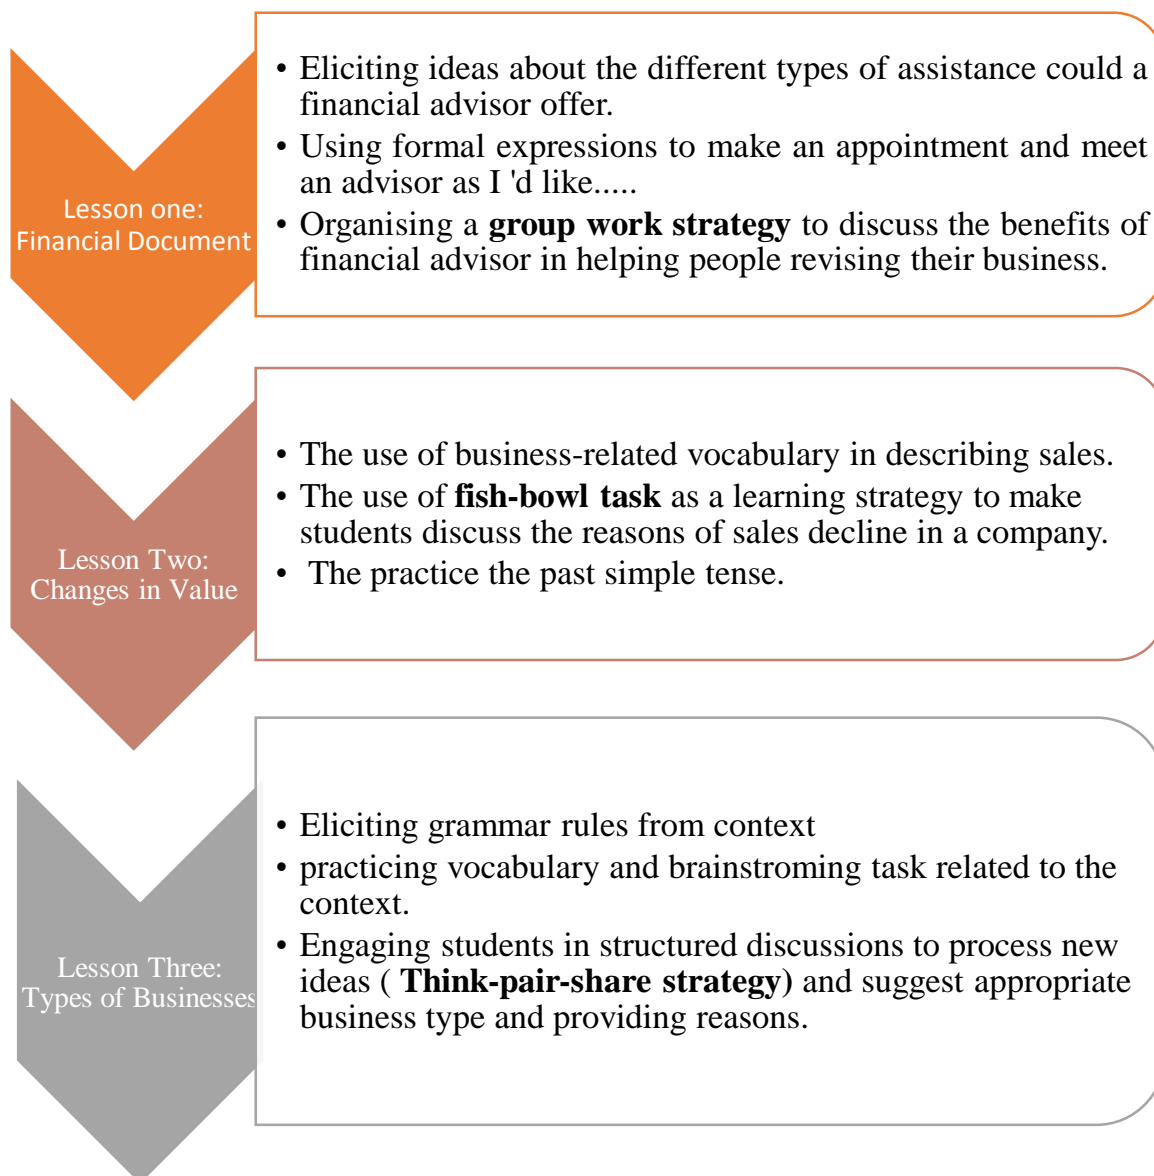 Lesson one:
Financial Document
• Eliciting ideas about the different types of assistance could a
financial advisor offer.
• Using formal expressions to make an appointment and meet
an advisor as I 'd like.....
• Organising a group work strategy to discuss the benefits of
financial advisor in helping people revising their business.
Lesson Two:
Changes in Value
• The use of business-related vocabulary in describing sales.
• The use of fish-bowl task as a learning strategy to make
students discuss the reasons of sales decline in a company.
• The practice the past simple tense.
Lesson Three:
Types of Businesses
• Eliciting grammar rules from context
• practicing vocabulary and brainstroming task related to the
context.
• Engaging students in structured discussions to process new
ideas ( Think-pair-share strategy) and suggest appropriate
business type and providing reasons.